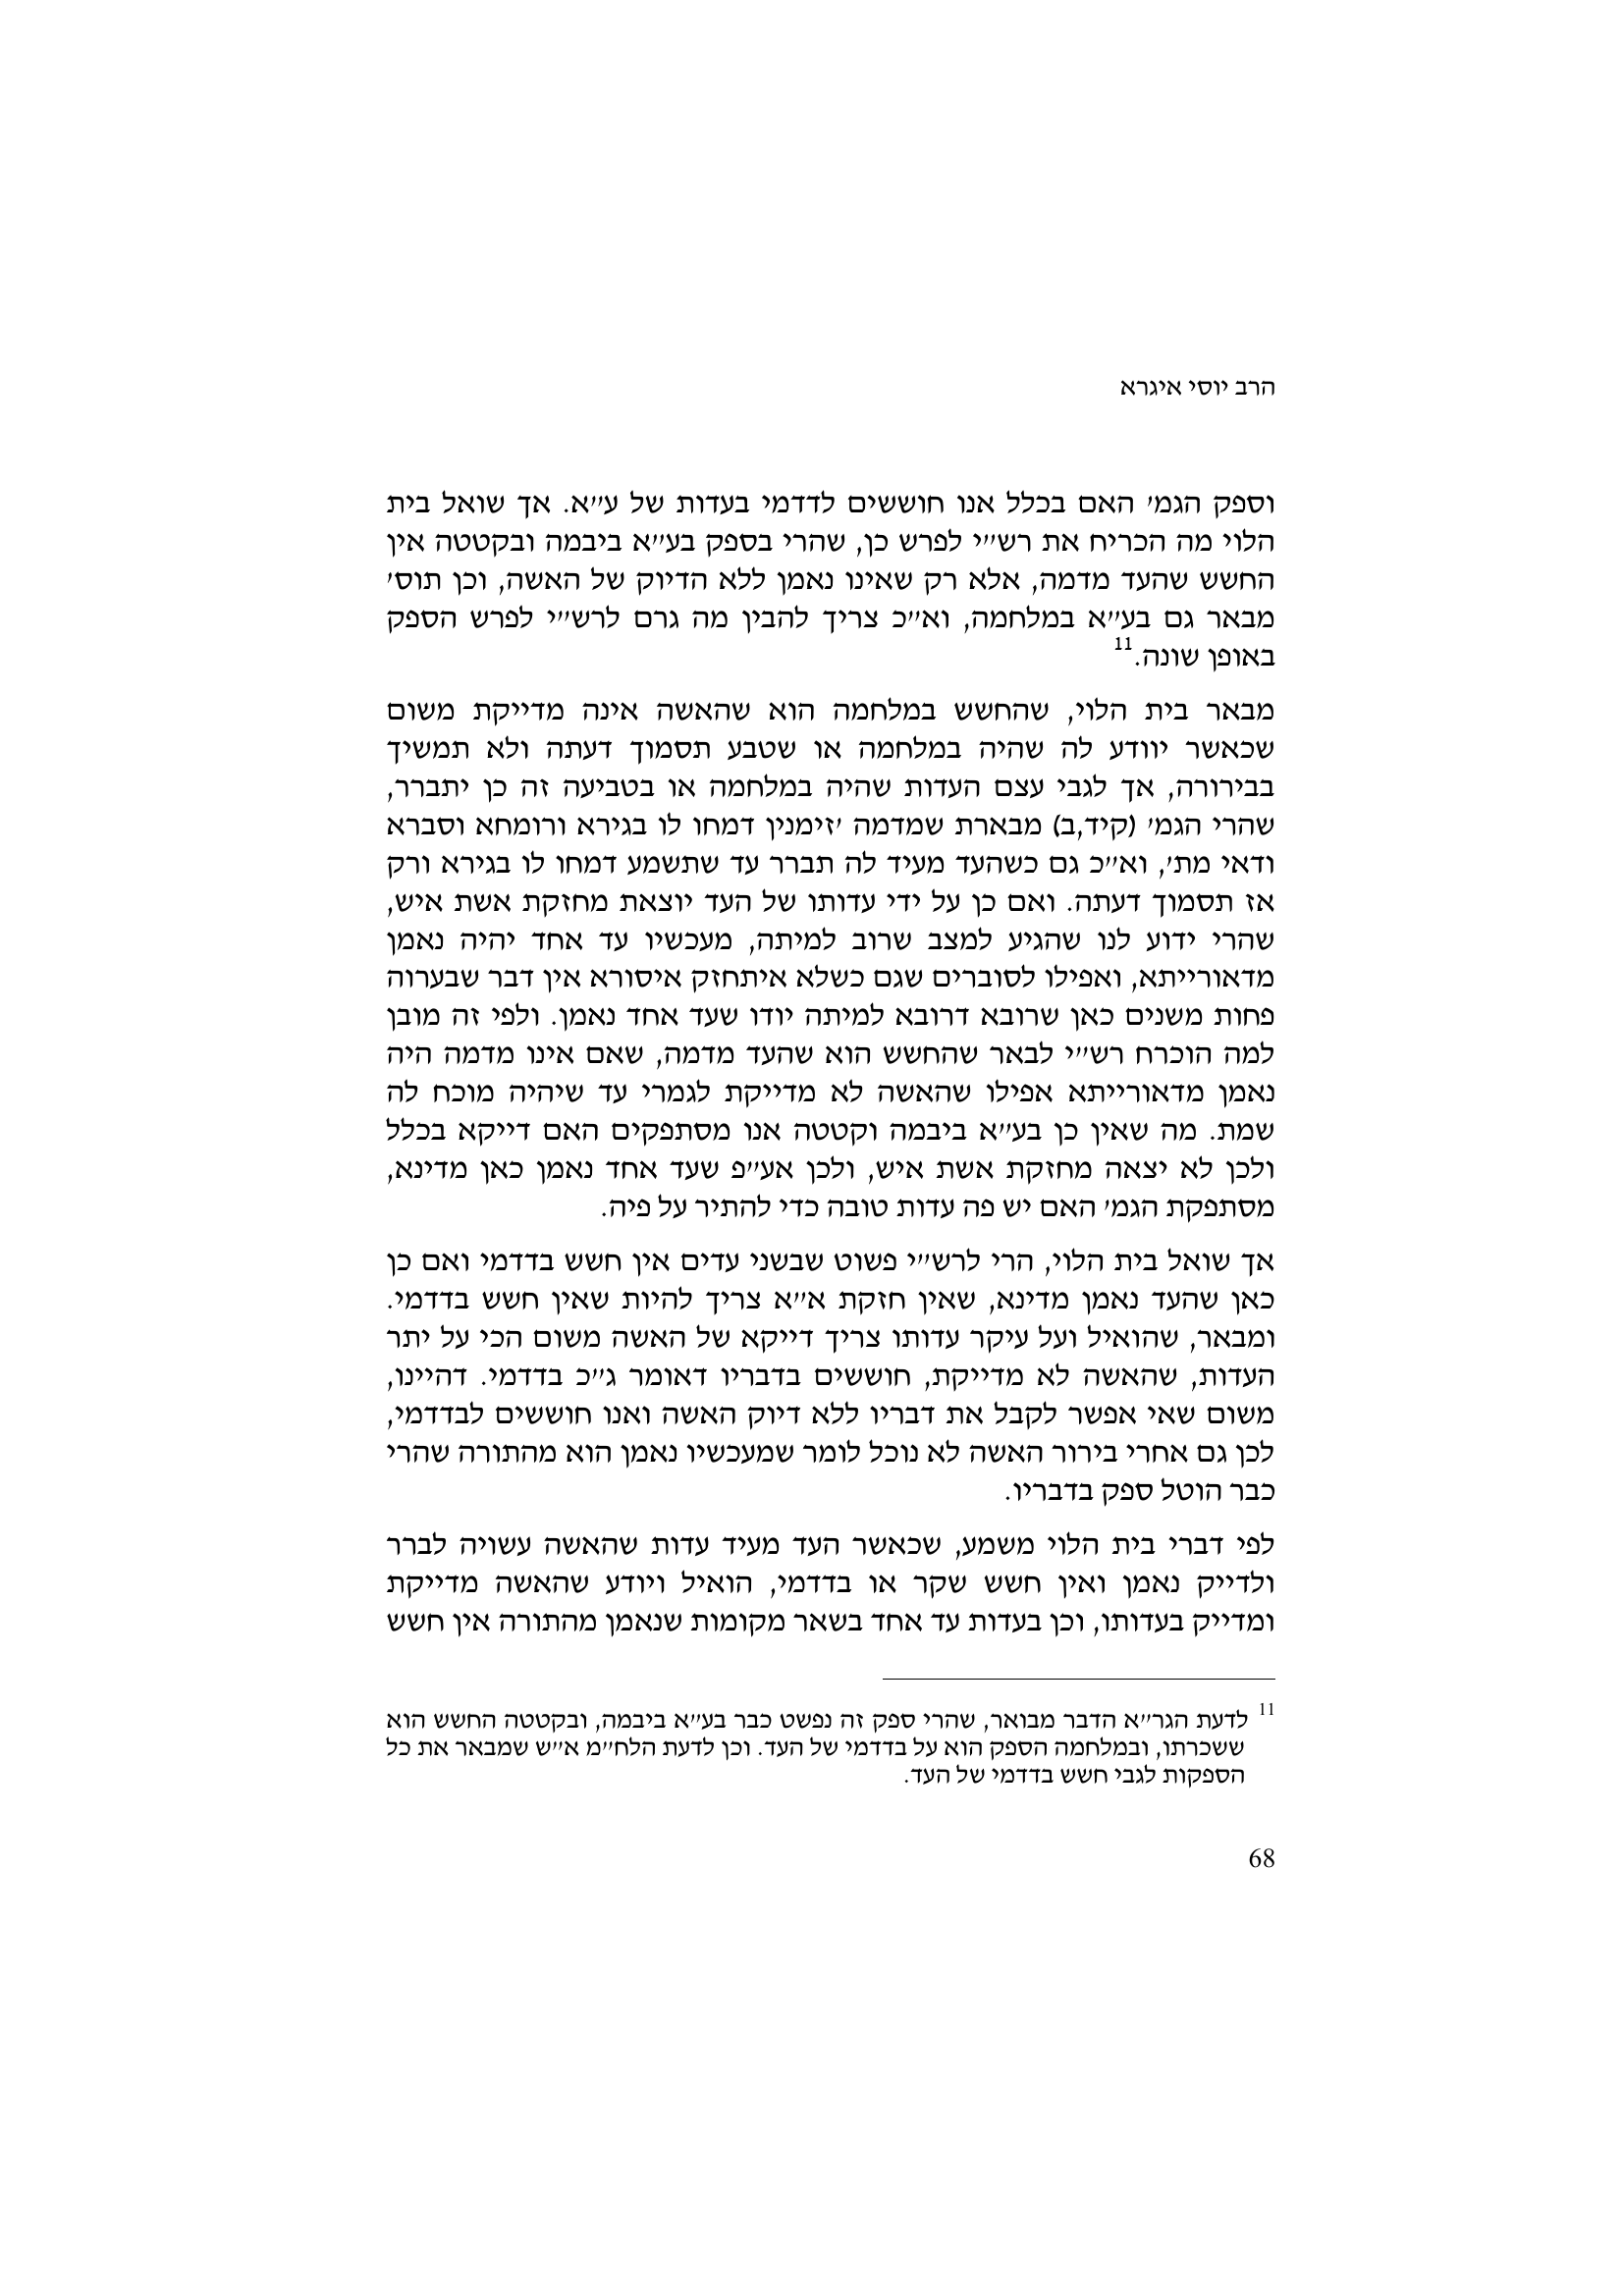 הרב יוסי איגרא
וספק הגמ' האם בכלל אנו חוששים לדדמי בעדות של ע"א. אך שואל בית
הלוי מה הכריח את רש"י לפרש כן, שהרי בספק בע"א ביבמה ובקטטה אין
החשש שהעד מדמה, אלא רק שאינו נאמן ללא הדיוק של האשה, וכן תוס'
מבאר גם בע"א במלחמה, וא"כ צריך להבין מה גרם לרש"י לפרש הספק
באופן שונה.11
מבאר בית הלוי, שהחשש במלחמה הוא שהאשה אינה מדייקת משום
שכאשר יוודע לה שהיה במלחמה או שטבע תסמוך דעתה ולא תמשיך
בבירורה, אך לגבי עצם העדות שהיה במלחמה או בטביעה זה כן יתברר,
שהרי הגמ' (קיד,ב) מבארת שמדמה 'זימנין דמחו לו בגירא ורומחא וסברא
ודאי מת', וא"כ גם כשהעד מעיד לה תברר עד שתשמע דמחו לו בגירא ורק
אז תסמוך דעתה. ואם כן על ידי עדותו של העד יוצאת מחזקת אשת איש,
שהרי ידוע לנו שהגיע למצב שרוב למיתה, מעכשיו עד אחד יהיה נאמן
מדאורייתא, ואפילו לסוברים שגם כשלא איתחזק איסורא אין דבר שבערוה
פחות משנים כאן שרובא דרובא למיתה יודו שעד אחד נאמן. ולפי זה מובן
למה הוכרח רש"י לבאר שהחשש הוא שהעד מדמה, שאם אינו מדמה היה
נאמן מדאורייתא אפילו שהאשה לא מדייקת לגמרי עד שיהיה מוכח לה
שמת. מה שאין כן בע"א ביבמה וקטטה אנו מסתפקים האם דייקא בכלל
ולכן לא יצאה מחזקת אשת איש, ולכן אע"פ שעד אחד נאמן כאן מדינא,
מסתפקת הגמ' האם יש פה עדות טובה כדי להתיר על פיה.
אך שואל בית הלוי, הרי לרש"י פשוט שבשני עדים אין חשש בדדמי ואם כן
כאן שהעד נאמן מדינא, שאין חזקת א"א צריך להיות שאין חשש בדדמי.
ומבאר, שהואיל ועל עיקר עדותו צריך דייקא של האשה משום הכי על יתר
העדות, שהאשה לא מדייקת, חוששים בדבריו דאומר ג"כ בדדמי. דהיינו,
משום שאי אפשר לקבל את דבריו ללא דיוק האשה ואנו חוששים לבדדמי,
לכן גם אחרי בירור האשה לא נוכל לומר שמעכשיו נאמן הוא מהתורה שהרי
כבר הוטל ספק בדבריו.
לפי דברי בית הלוי משמע, שכאשר העד מעיד עדות שהאשה עשויה לברר
ולדייק נאמן ואין חשש שקר או בדדמי, הואיל ויודע שהאשה מדייקת
ומדייק בעדותו, וכן בעדות עד אחד בשאר מקומות שנאמן מהתורה אין חשש
11 לדעת הגר"א הדבר מבואר, שהרי ספק זה נפשט כבר בע"א ביבמה, ובקטטה החשש הוא
ששכרתו, ובמלחמה הספק הוא על בדדמי של העד. וכן לדעת הלח"מ א"ש שמבאר את כל
הספקות לגבי חשש בדדמי של העד.
68